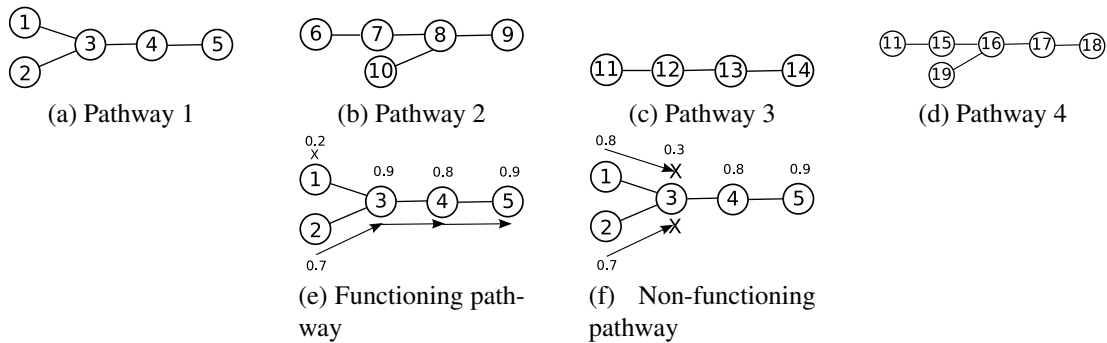 1
2
3 4 5
(a) Pathway 1
6 7 8 9
10
(b) Pathway 2
11 12 13 14
(c) Pathway 3
11 15 16 17 18
19
(d) Pathway 4
0.2
X
1
0.9 0.8 0.9
3 4 5
2
0.7
(e) Functioning path-
way
0.8
0.3
X
1
0.8 0.9
3 4 5
2
X
0.7
(f) Non-functioning
pathway